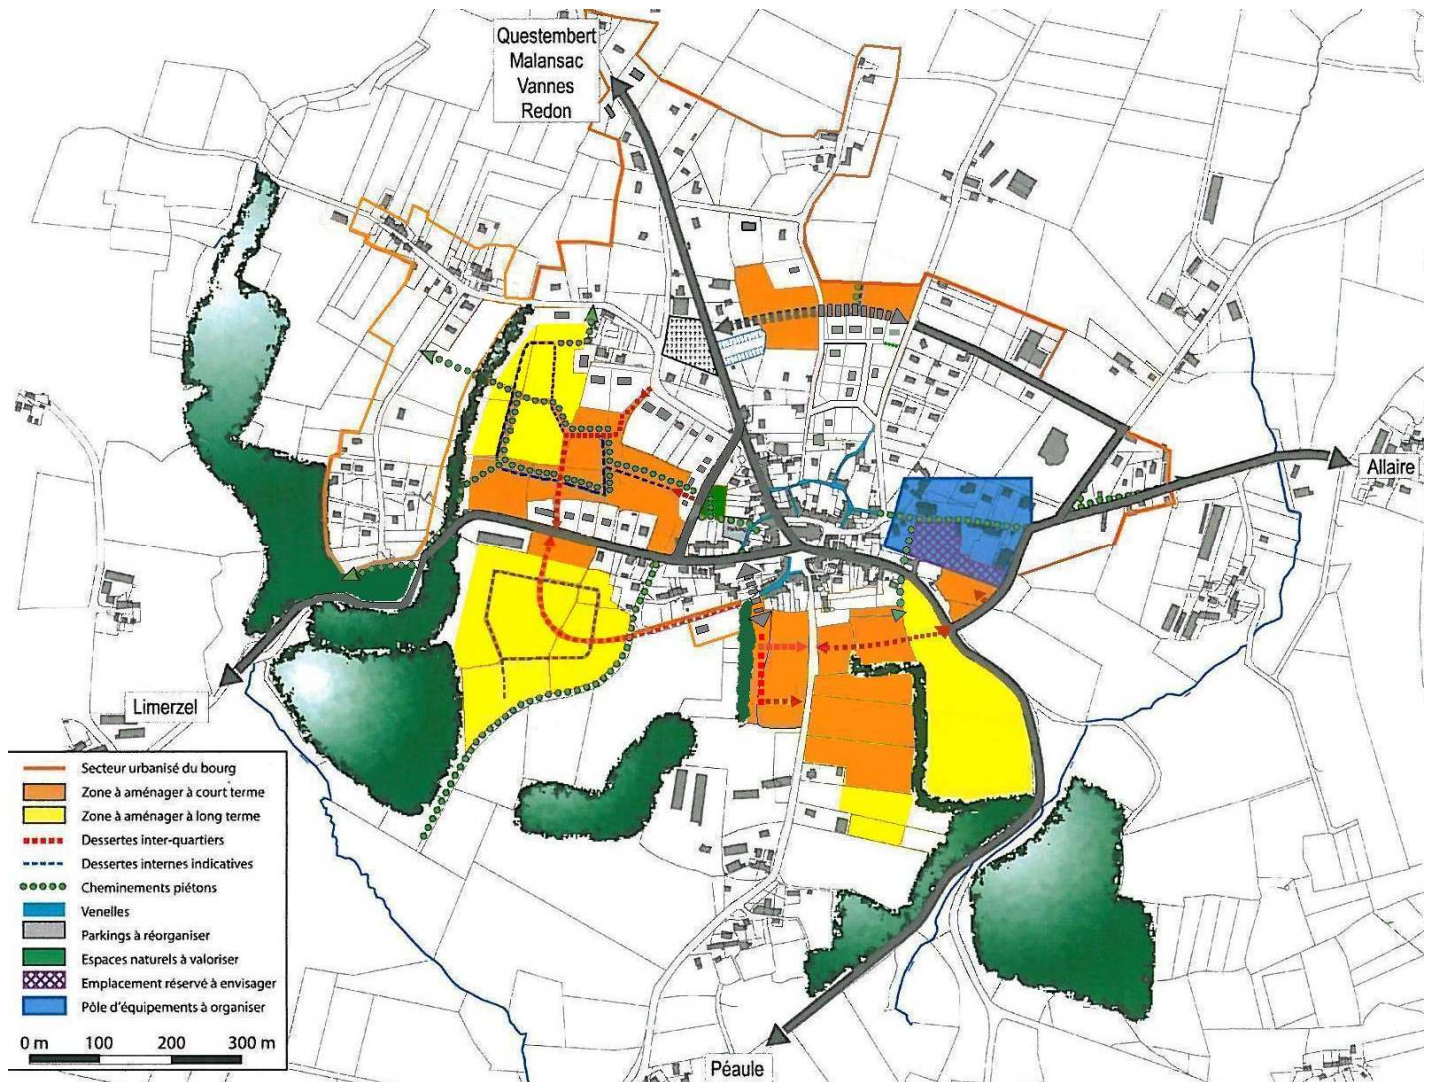 Questembert
Malansac
Vannes
Redon
Allaire
Limerzel
Secteur urbanisé du bourg
Zone à aménager à court terme
Zone à aménager à long terme
Dessertes inter-quartiers
Dessertes internes indicatives
Cheminements piétons
Venelles
Parkings à réorganiser
Espaces naturels à valoriser
Emplacement réservé à envisager
Pôle d'équipements à organiser
0 m 100 200 300 m
Péaule